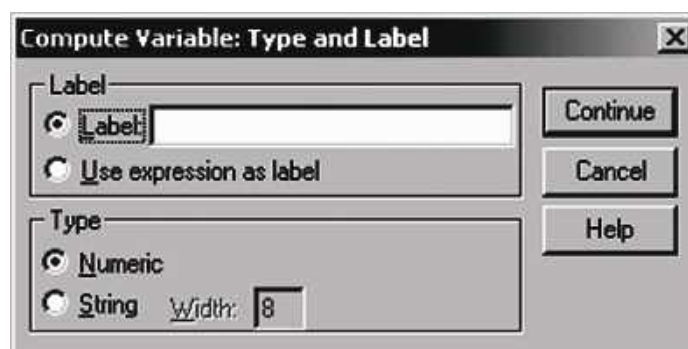 Compute Variable: Type and Label
Label
Label:
Use expression as label
Continue
Cancel
Help
Type
Numeric
String Width: 8